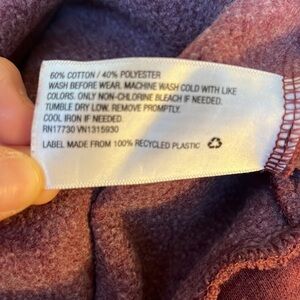 60% COTTON / 40% POLYESTER
WASH BEFORE WEAR. MACHINE WASH COLD WITH LIKE
COLORS. ONLY NON-CHLORINE BLEACH IF NEEDED.
TUMBLE DRY LOW. REMOVE PROMPTLY.
COOL IRON IF NEEDED.
RN17730 VN1315930
LABEL MADE FROM 100% RECYCLED PLASTIC